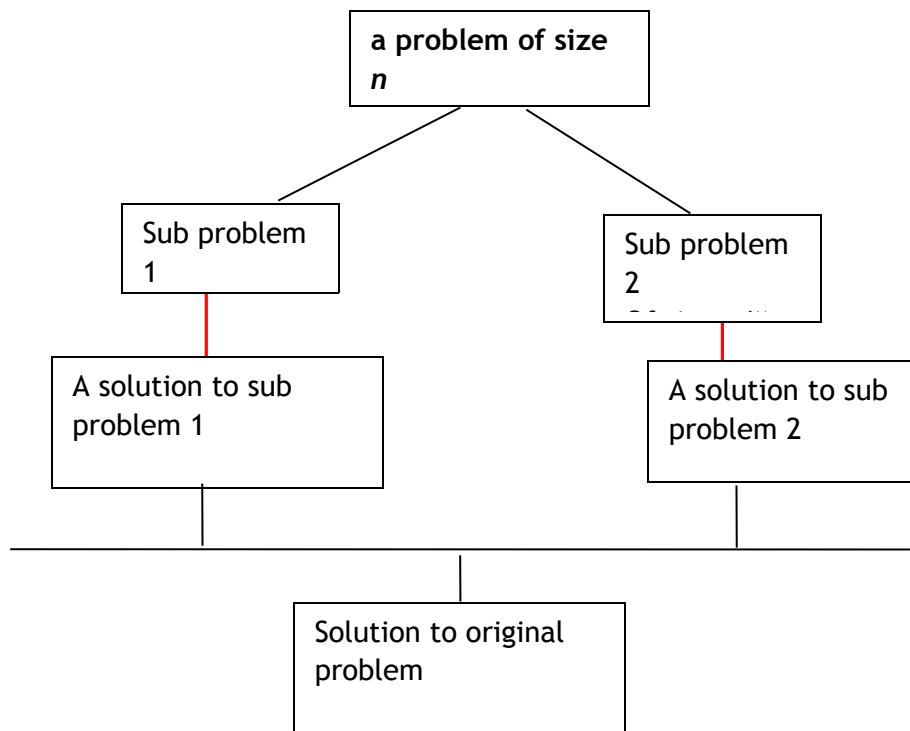 a problem of size
n
Sub problem
1
Sub problem
2
A solution to sub
problem 1
A solution to sub
problem 2
Solution to original
problem